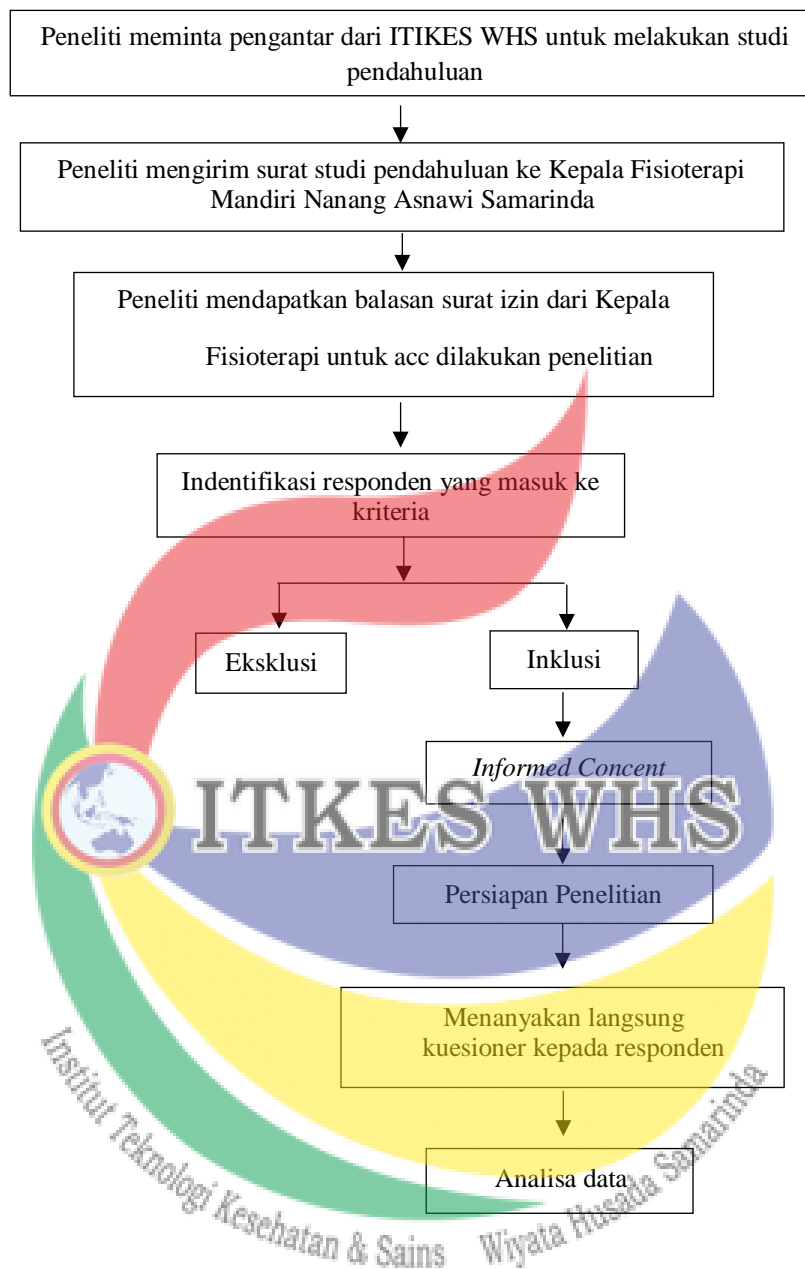 Peneliti meminta pengantar dari ITIKES WHS untuk melakukan studi
pendahuluan
Peneliti mengirim surat studi pendahuluan ke Kepala Fisioterapi
Mandiri Nanang Asnawi Samarinda
Peneliti mendapatkan balasan surat izin dari Kepala
Fisioterapi untuk acc dilakukan penelitian
Indentifikasi responden yang masuk ke
kriteria
Eksklusi
Inklusi
Informed Concent
ITKES WHS
Persiapan Penelitian
Menanyakan langsung
kuesioner kepada responden
Analisa data
Institut Teknologi Kesehatan & Sains Wiyata Husada Samarinda